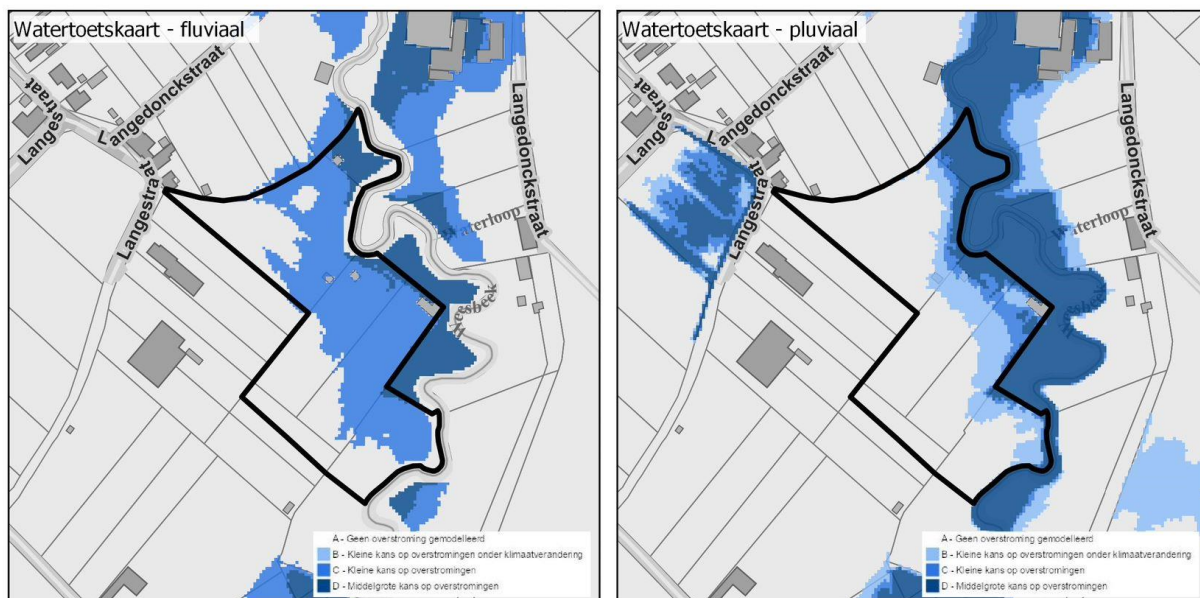 Watertoetskaart - fluviaal
Langestraat
Langedonckstraat
Langestraat
Langedonckstraat
Waterloop
A - Geen overstroming gemodelleerd
B - Kleine kans op overstromingen onder klimaatverandering
C - Kleine kans op overstromingen
D - Middelgrote kans op overstromingen
Watertoetskaart - pluviaal
Langestraat
Langedonckstraat
Langestraat
Langedonckstraat
Waterloop
A - Geen overstroming gemodelleerd
B - Kleine kans op overstromingen onder klimaatverandering
C - Kleine kans op overstromingen
D - Middelgrote kans op overstromingen